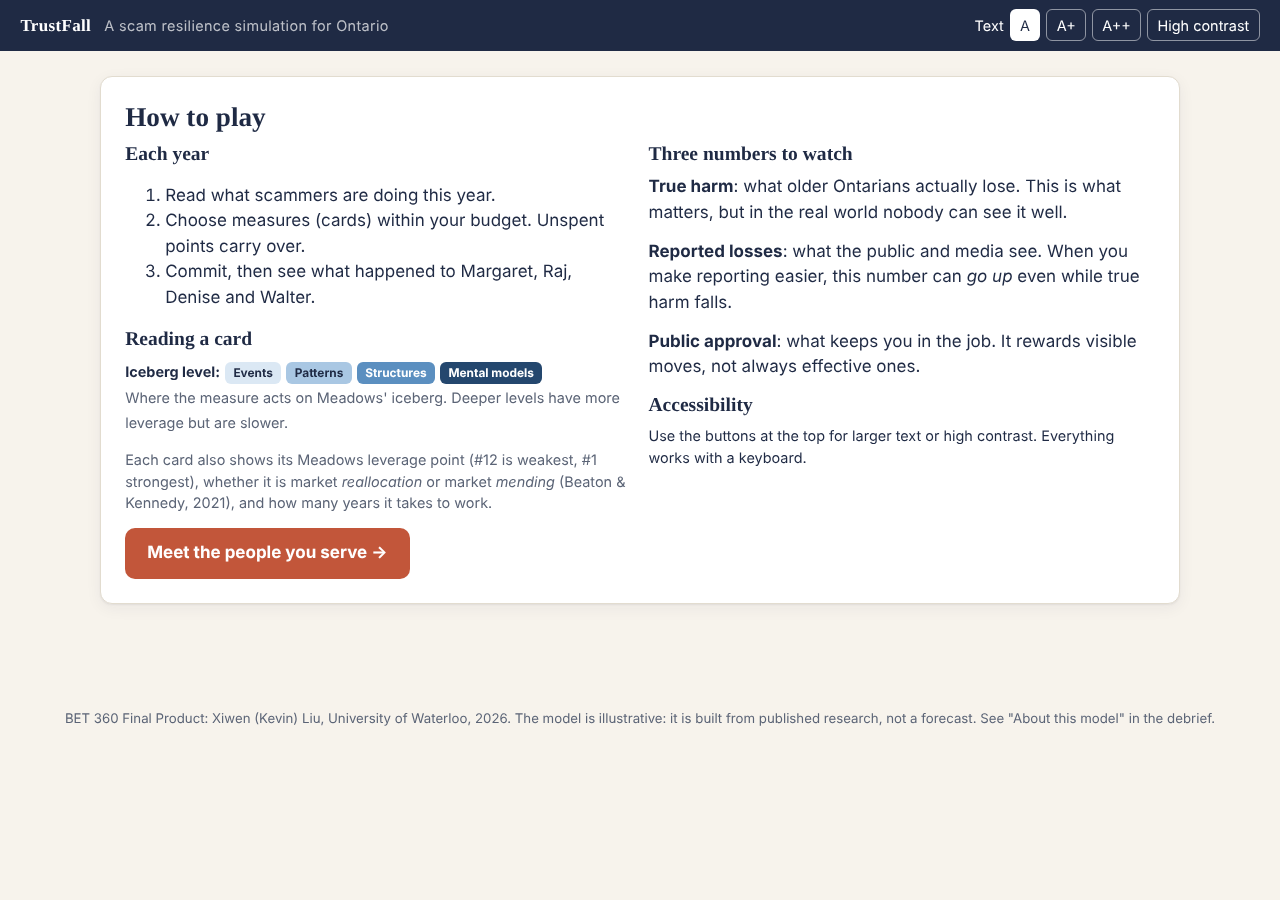 TrustFall A scam resilience simulation for Ontario
Text A A+ A++ High contrast
How to play
Each year
1. Read what scammers are doing this year.
2. Choose measures (cards) within your budget. Unspent
points carry over.
3. Commit, then see what happened to Margaret, Raj,
Denise and Walter.
Reading a card
Iceberg level: Events Patterns Structures Mental models
Where the measure acts on Meadows' iceberg. Deeper levels have more
leverage but are slower.
Each card also shows its Meadows leverage point (#12 is weakest, #1
strongest), whether it is market reallocation or market mending (Beaton &
Kennedy, 2021), and how many years it takes to work.
Three numbers to watch
True harm: what older Ontarians actually lose. This is what
matters, but in the real world nobody can see it well.
Reported losses: what the public and media see. When you
make reporting easier, this number can go up even while true
harm falls.
Public approval: what keeps you in the job. It rewards visible
moves, not always effective ones.
Accessibility
Use the buttons at the top for larger text or high contrast. Everything
works with a keyboard.
Meet the people you serve →
BET 360 Final Product: Xiwen (Kevin) Liu, University of Waterloo, 2026. The model is illustrative: it is built from published research, not a forecast. See "About this model" in the debrief.